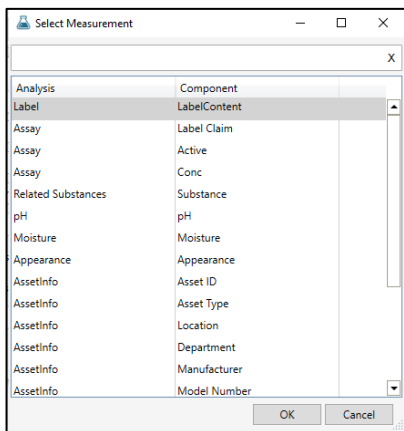 Select Measurement
X
Analysis Component
Label LabelContent
Assay Label Claim
Assay Active
Assay Conc
Related Substances Substance
pH pH
Moisture Moisture
Appearance Appearance
AssetInfo Asset ID
AssetInfo Asset Type
AssetInfo Location
AssetInfo Department
AssetInfo Manufacturer
AssetInfo Model Number
OK Cancel